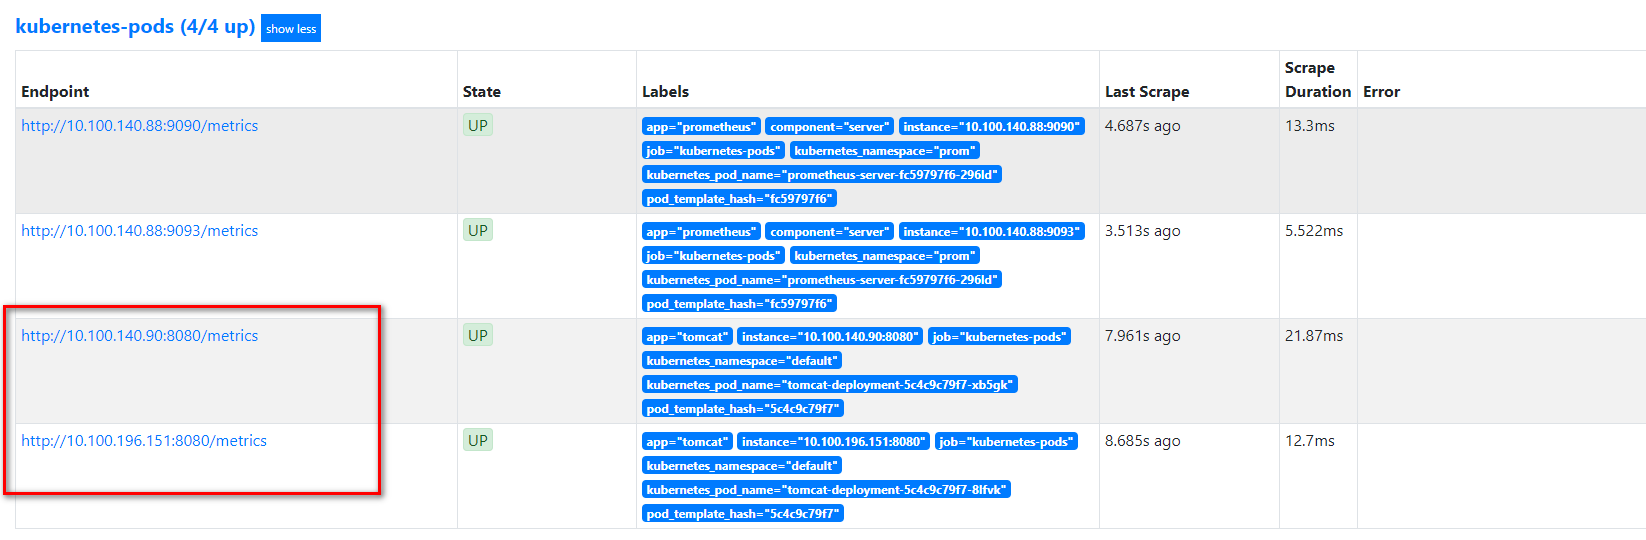 kubernetes-pods (4/4 up) show less
Endpoint State Labels Last Scrape Scrape Duration Error
http://10.100.140.88:9090/metrics UP app="prometheus" component="server" instance="10.100.140.88:9090" 4.687s ago 13.3ms
job="kubernetes-pods" kubernetes_namespace="prom"
kubernetes_pod_name="prometheus-server-fc59797f6-296ld"
pod_template_hash="fc59797f6"
http://10.100.140.88:9093/metrics UP app="prometheus" component="server" instance="10.100.140.88:9093" 3.513s ago 5.522ms
job="kubernetes-pods" kubernetes_namespace="prom"
kubernetes_pod_name="prometheus-server-fc59797f6-296ld"
pod_template_hash="fc59797f6"
http://10.100.140.90:8080/metrics UP app="tomcat" instance="10.100.140.90:8080" job="kubernetes-pods" 7.961s ago 21.87ms
kubernetes_namespace="default"
kubernetes_pod_name="tomcat-deployment-5c4c9c79f7-xb5gk"
pod_template_hash="5c4c9c79f7"
http://10.100.196.151:8080/metrics UP app="tomcat" instance="10.100.196.151:8080" job="kubernetes-pods" 8.685s ago 12.7ms
kubernetes_namespace="default"
kubernetes_pod_name="tomcat-deployment-5c4c9c79f7-8lfvk"
pod_template_hash="5c4c9c79f7"